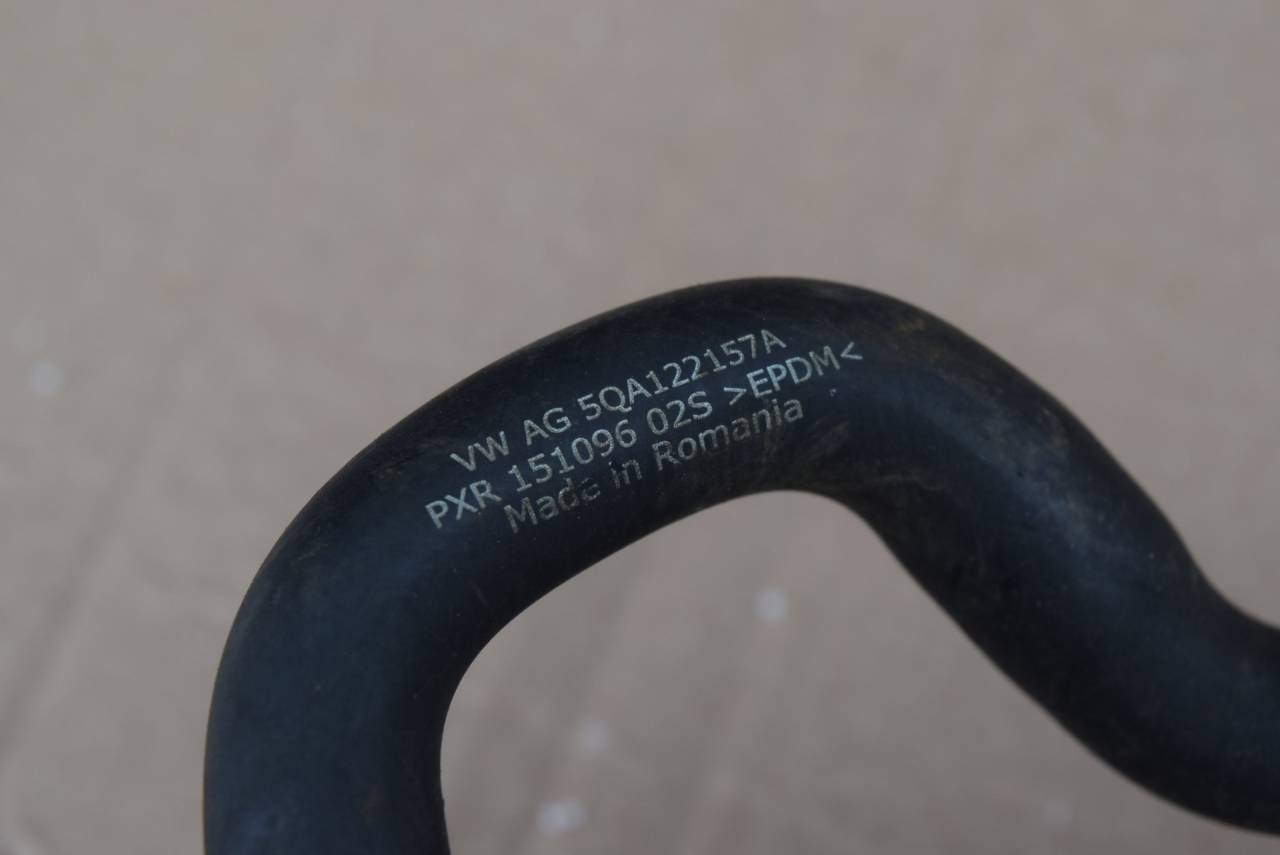 VW AG 5QA122157A
PXR 151096 02S >EPDM<
Made in Romania